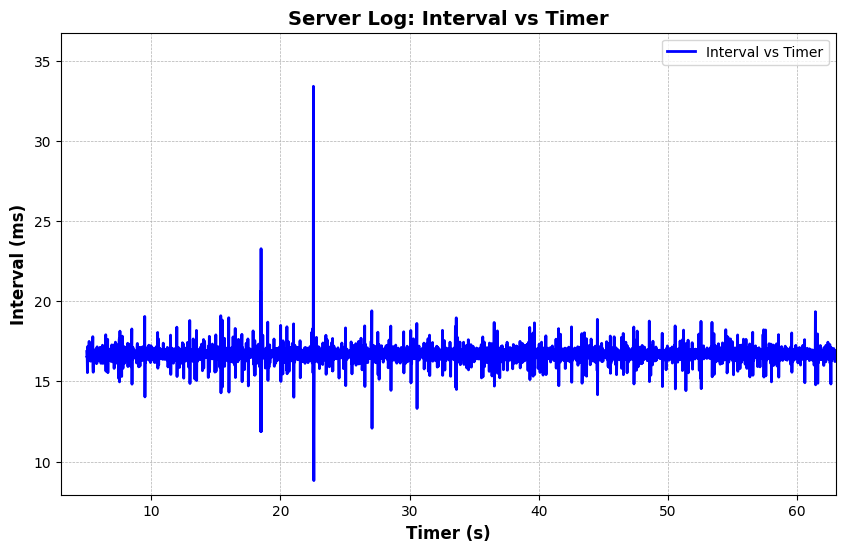 Server Log: Interval vs Timer
Interval vs Timer
35
30
25
20
15
10
Interval (ms)
10 20 30 40 50 60
Timer (s)